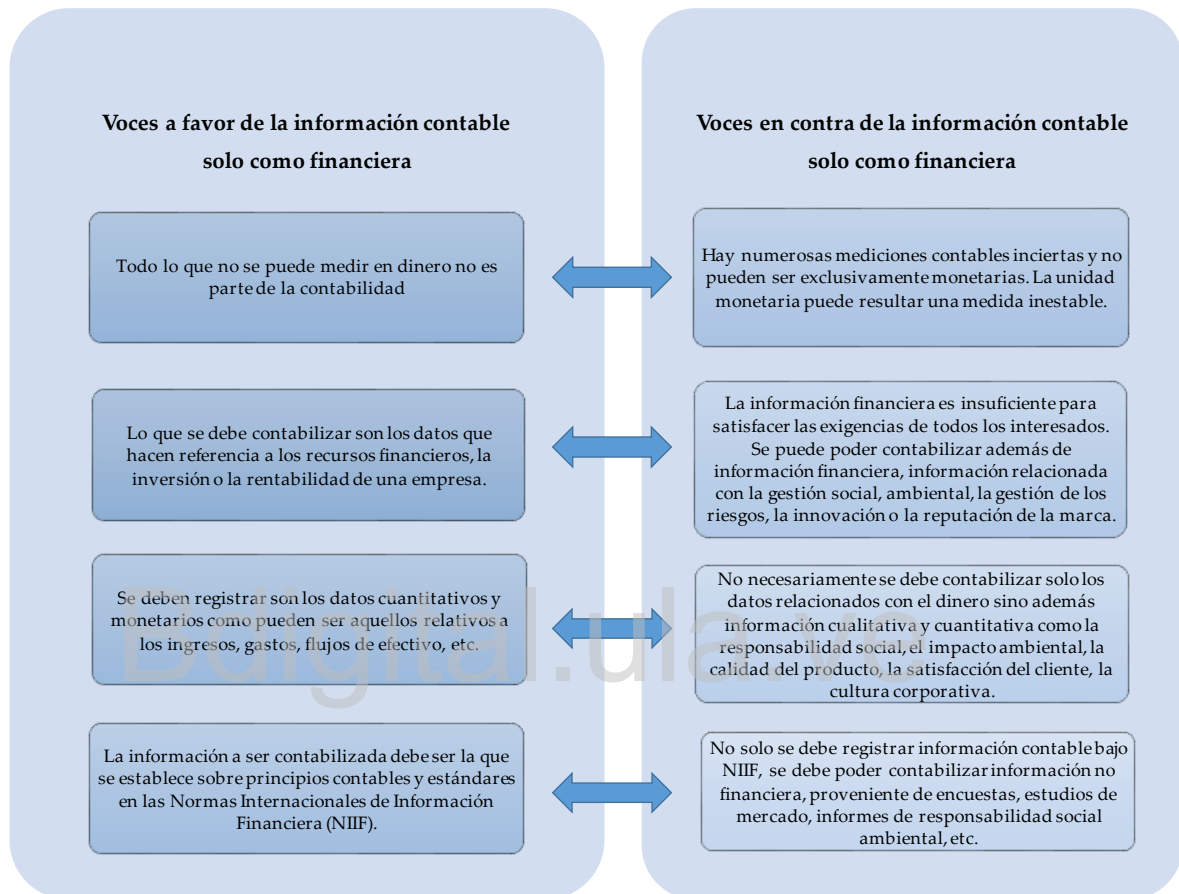 Voces a favor de la información contable
solo como financiera
Todo lo que no se puede medir en dinero no es
parte de la contabilidad
Lo que se debe contabilizar son los datos que
hacen referencia a los recursos financieros, la
inversión o la rentabilidad de una empresa.
Se deben registrar son los datos cuantitativos y
monetarios como pueden ser aquellos relativos a
los ingresos, gastos, flujos de efectivo, etc.
La información a ser contabilizada debe ser la que
se establece sobre principios contables y estándares
en las Normas Internacionales de Información
Financiera (NIIF).
Voces en contra de la información contable
solo como financiera
Hay numerosas mediciones contables inciertas y no
pueden ser exclusivamente monetarias. La unidad
monetaria puede resultar una medida inestable.
La información financiera es insuficiente para
satisfacer las exigencias de todos los interesados.
Se puede poder contabilizar además de
información financiera, información relacionada
con la gestión social, ambiental, la gestión de los
riesgos, la innovación o la reputación de la marca.
No necesariamente se debe contabilizar solo los
datos relacionados con el dinero sino además
información cualitativa y cuantitativa como la
responsabilidad social, el impacto ambiental, la
calidad del producto, la satisfacción del cliente, la
cultura corporativa.
No solo se debe registrar información contable bajo
NIIF, se debe poder contabilizar información no
financiera, proveniente de encuestas, estudios de
mercado, informes de responsabilidad social
ambiental, etc.
Bdigital.ula.ve